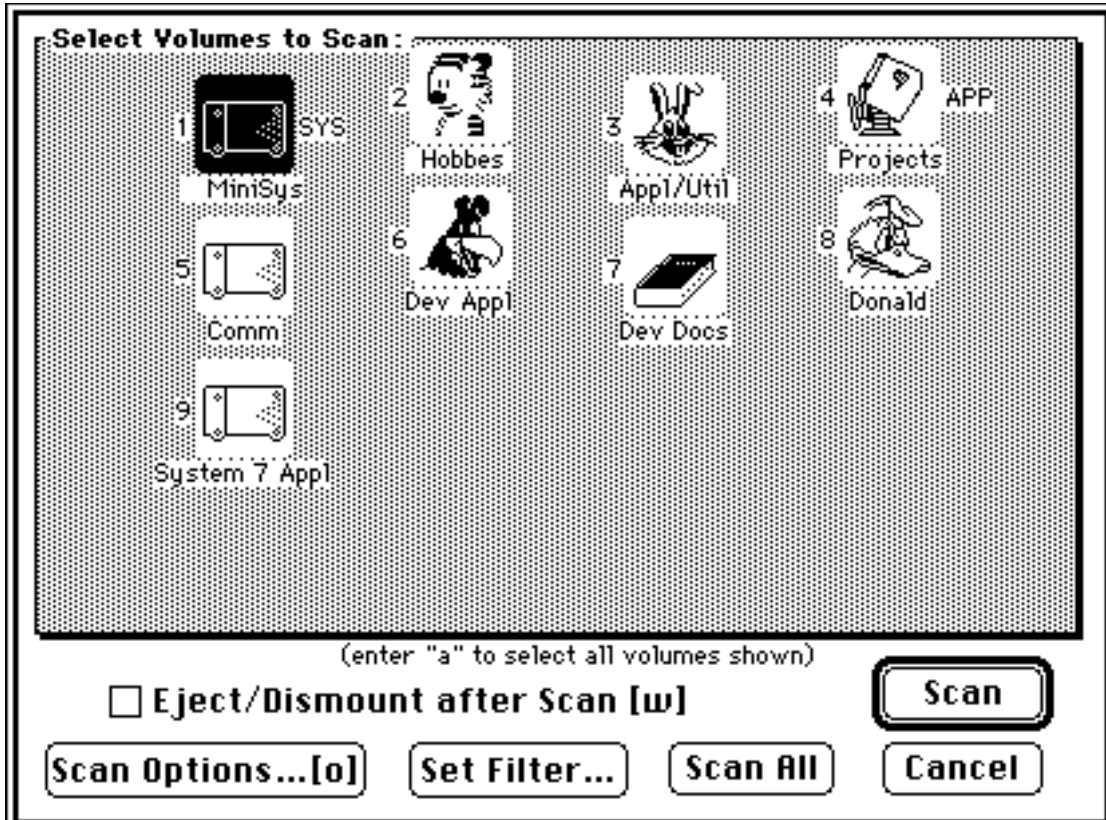 Select Volumes to Scan:
1 SYS
MiniSys
2
Hobbes
3
Appl/Util
4 APP
Projects
5
Comm
6
Dev Appl
7
Dev Docs
8
Donald
9
System 7 Appl
(enter "a" to select all volumes shown)
Eject/Dismount after Scan [w]
Scan
Scan Options...[o]
Set Filter...
Scan All
Cancel